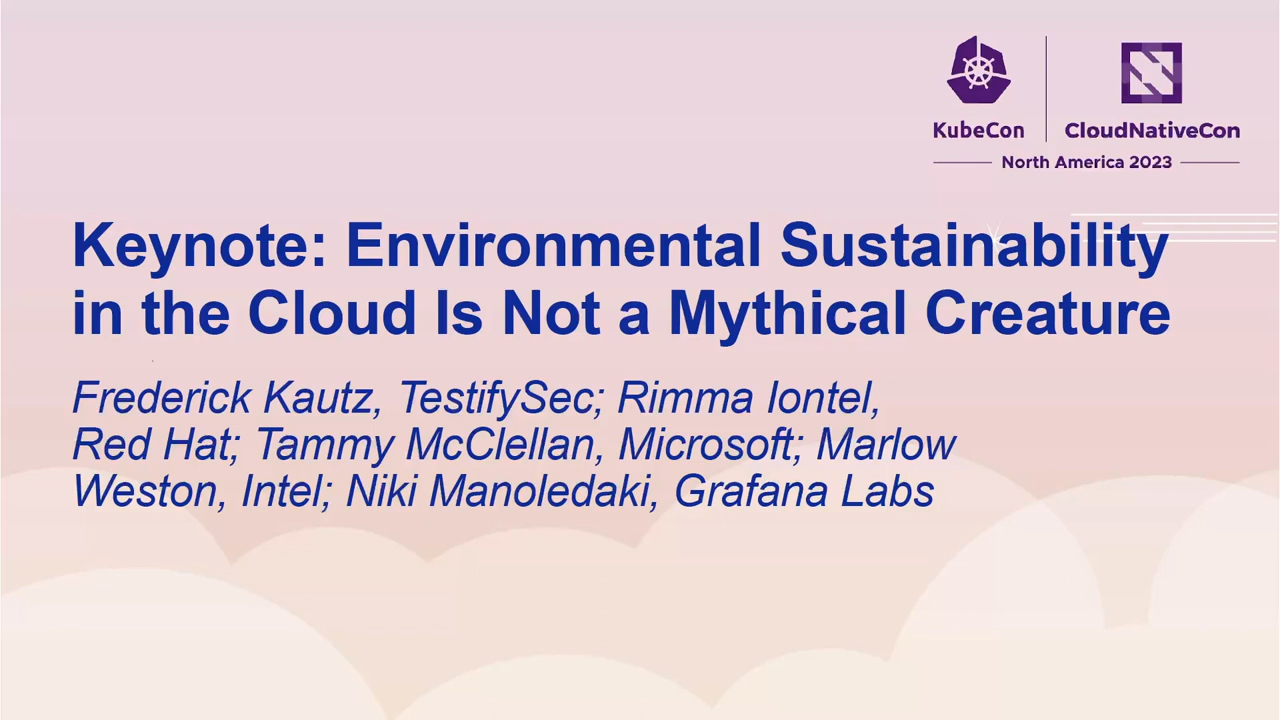 KubeCon
CloudNativeCon
North America 2023
Keynote: Environmental Sustainability
in the Cloud Is Not a Mythical Creature
Frederick Kautz, TestifySec; Rimma Iontel,
Red Hat; Tammy McClellan, Microsoft; Marlow
Weston, Intel; Niki Manoledaki, Grafana Labs